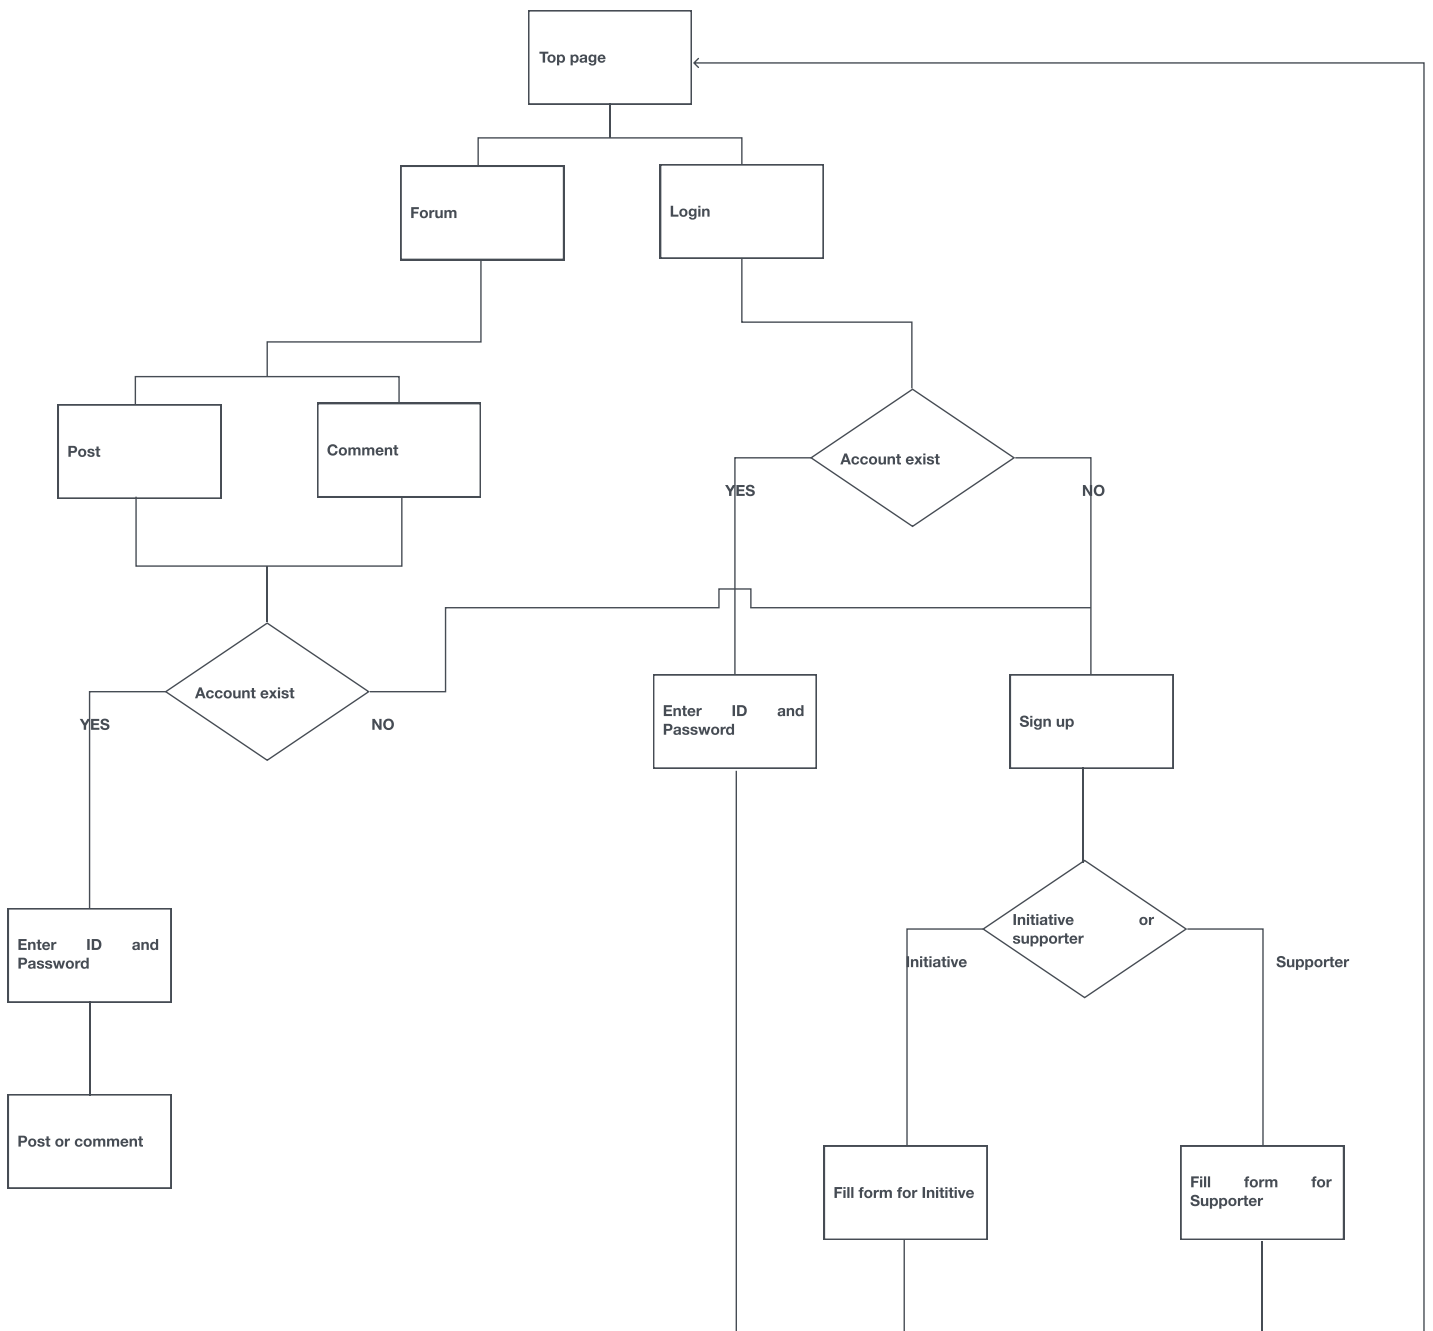 Top page
Forum
Login
Post
Comment
Account exist
YES
NO
Account exist
YES
NO
Enter ID and
Password
Sign up
Enter ID and
Password
Initiative or
supporter
Initiative
Supporter
Post or comment
Fill form for Inititive
Fill form for
Supporter